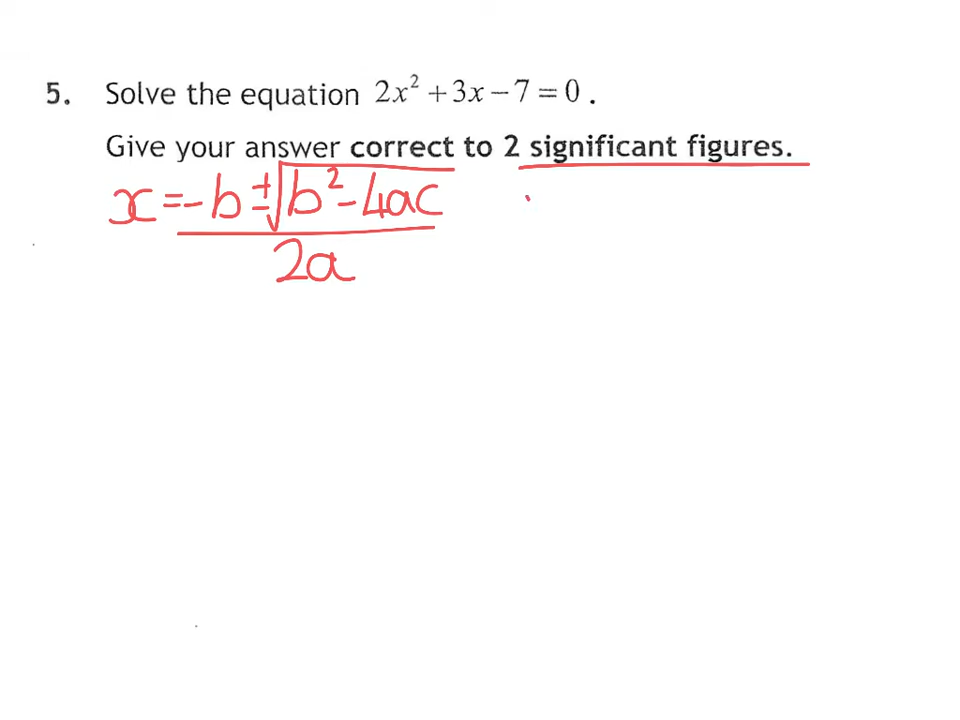 5. Solve the equation 2x² + 3x − 7 = 0 .
Give your answer correct to 2 significant figures.
x = -b ± √b² - 4ac
2a